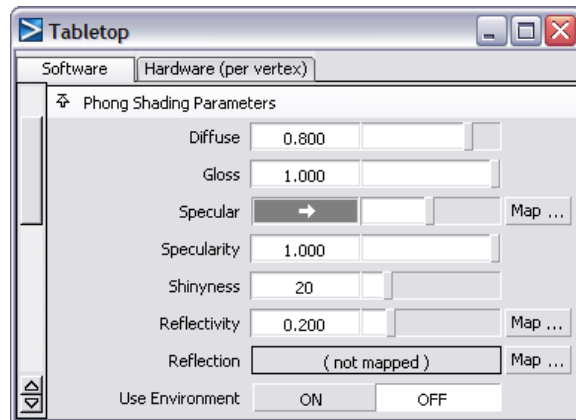 Tabletop
Software Hardware (per vertex)
Phong Shading Parameters
Diffuse 0.800
Gloss 1.000
Specular Map ...
Specularity 1.000
Shinyness 20
Reflectivity 0.200 Map ...
Reflection ( not mapped ) Map ...
Use Environment ON OFF